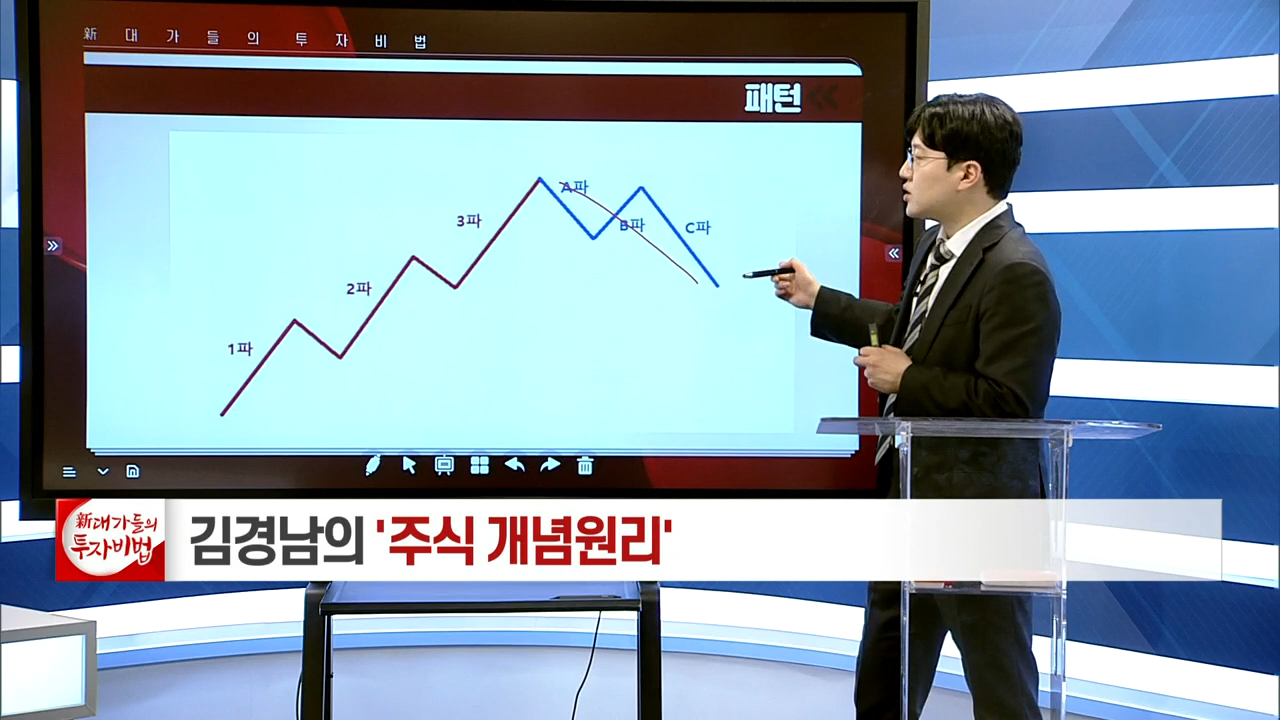 新 대 가 들 의 투 자 비 법
패턴
A파
3파
B파
C파
2파
1파
新대가들의
투자비법
김경남의 '주식 개념원리'